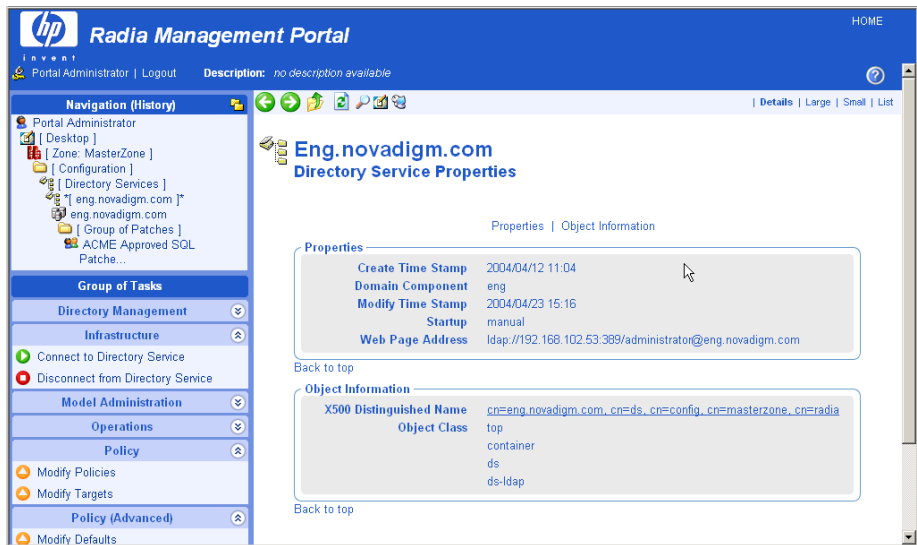 HOME
hp
invent
Radia Management Portal
Portal Administrator | Logout
Description: no description available
?
Navigation (History)
Portal Administrator
[ Desktop ]
[ Zone: MasterZone ]
[ Configuration ]
[ Directory Services ]
*[ eng.novadigm.com ]*
eng.novadigm.com
[ Group of Patches ]
ACME Approved SQL
Patche...
Group of Tasks
Directory Management
Infrastructure
Connect to Directory Service
Disconnect from Directory Service
Model Administration
Operations
Policy
Modify Policies
Modify Targets
Policy (Advanced)
Modify Defaults
| Details | Large | Small | List
Eng.novadigm.com
Directory Service Properties
Properties | Object Information
Properties
Create Time Stamp 2004/04/12 11:04
Domain Component eng
Modify Time Stamp 2004/04/23 15:16
Startup manual
Web Page Address ldap://192.168.102.53:389/administrator@eng.novadigm.com
Back to top
Object Information
X500 Distinguished Name cn=eng.novadigm.com, cn=ds, cn=config, cn=masterzone, cn=radia
Object Class top
container
ds
ds-ldap
Back to top